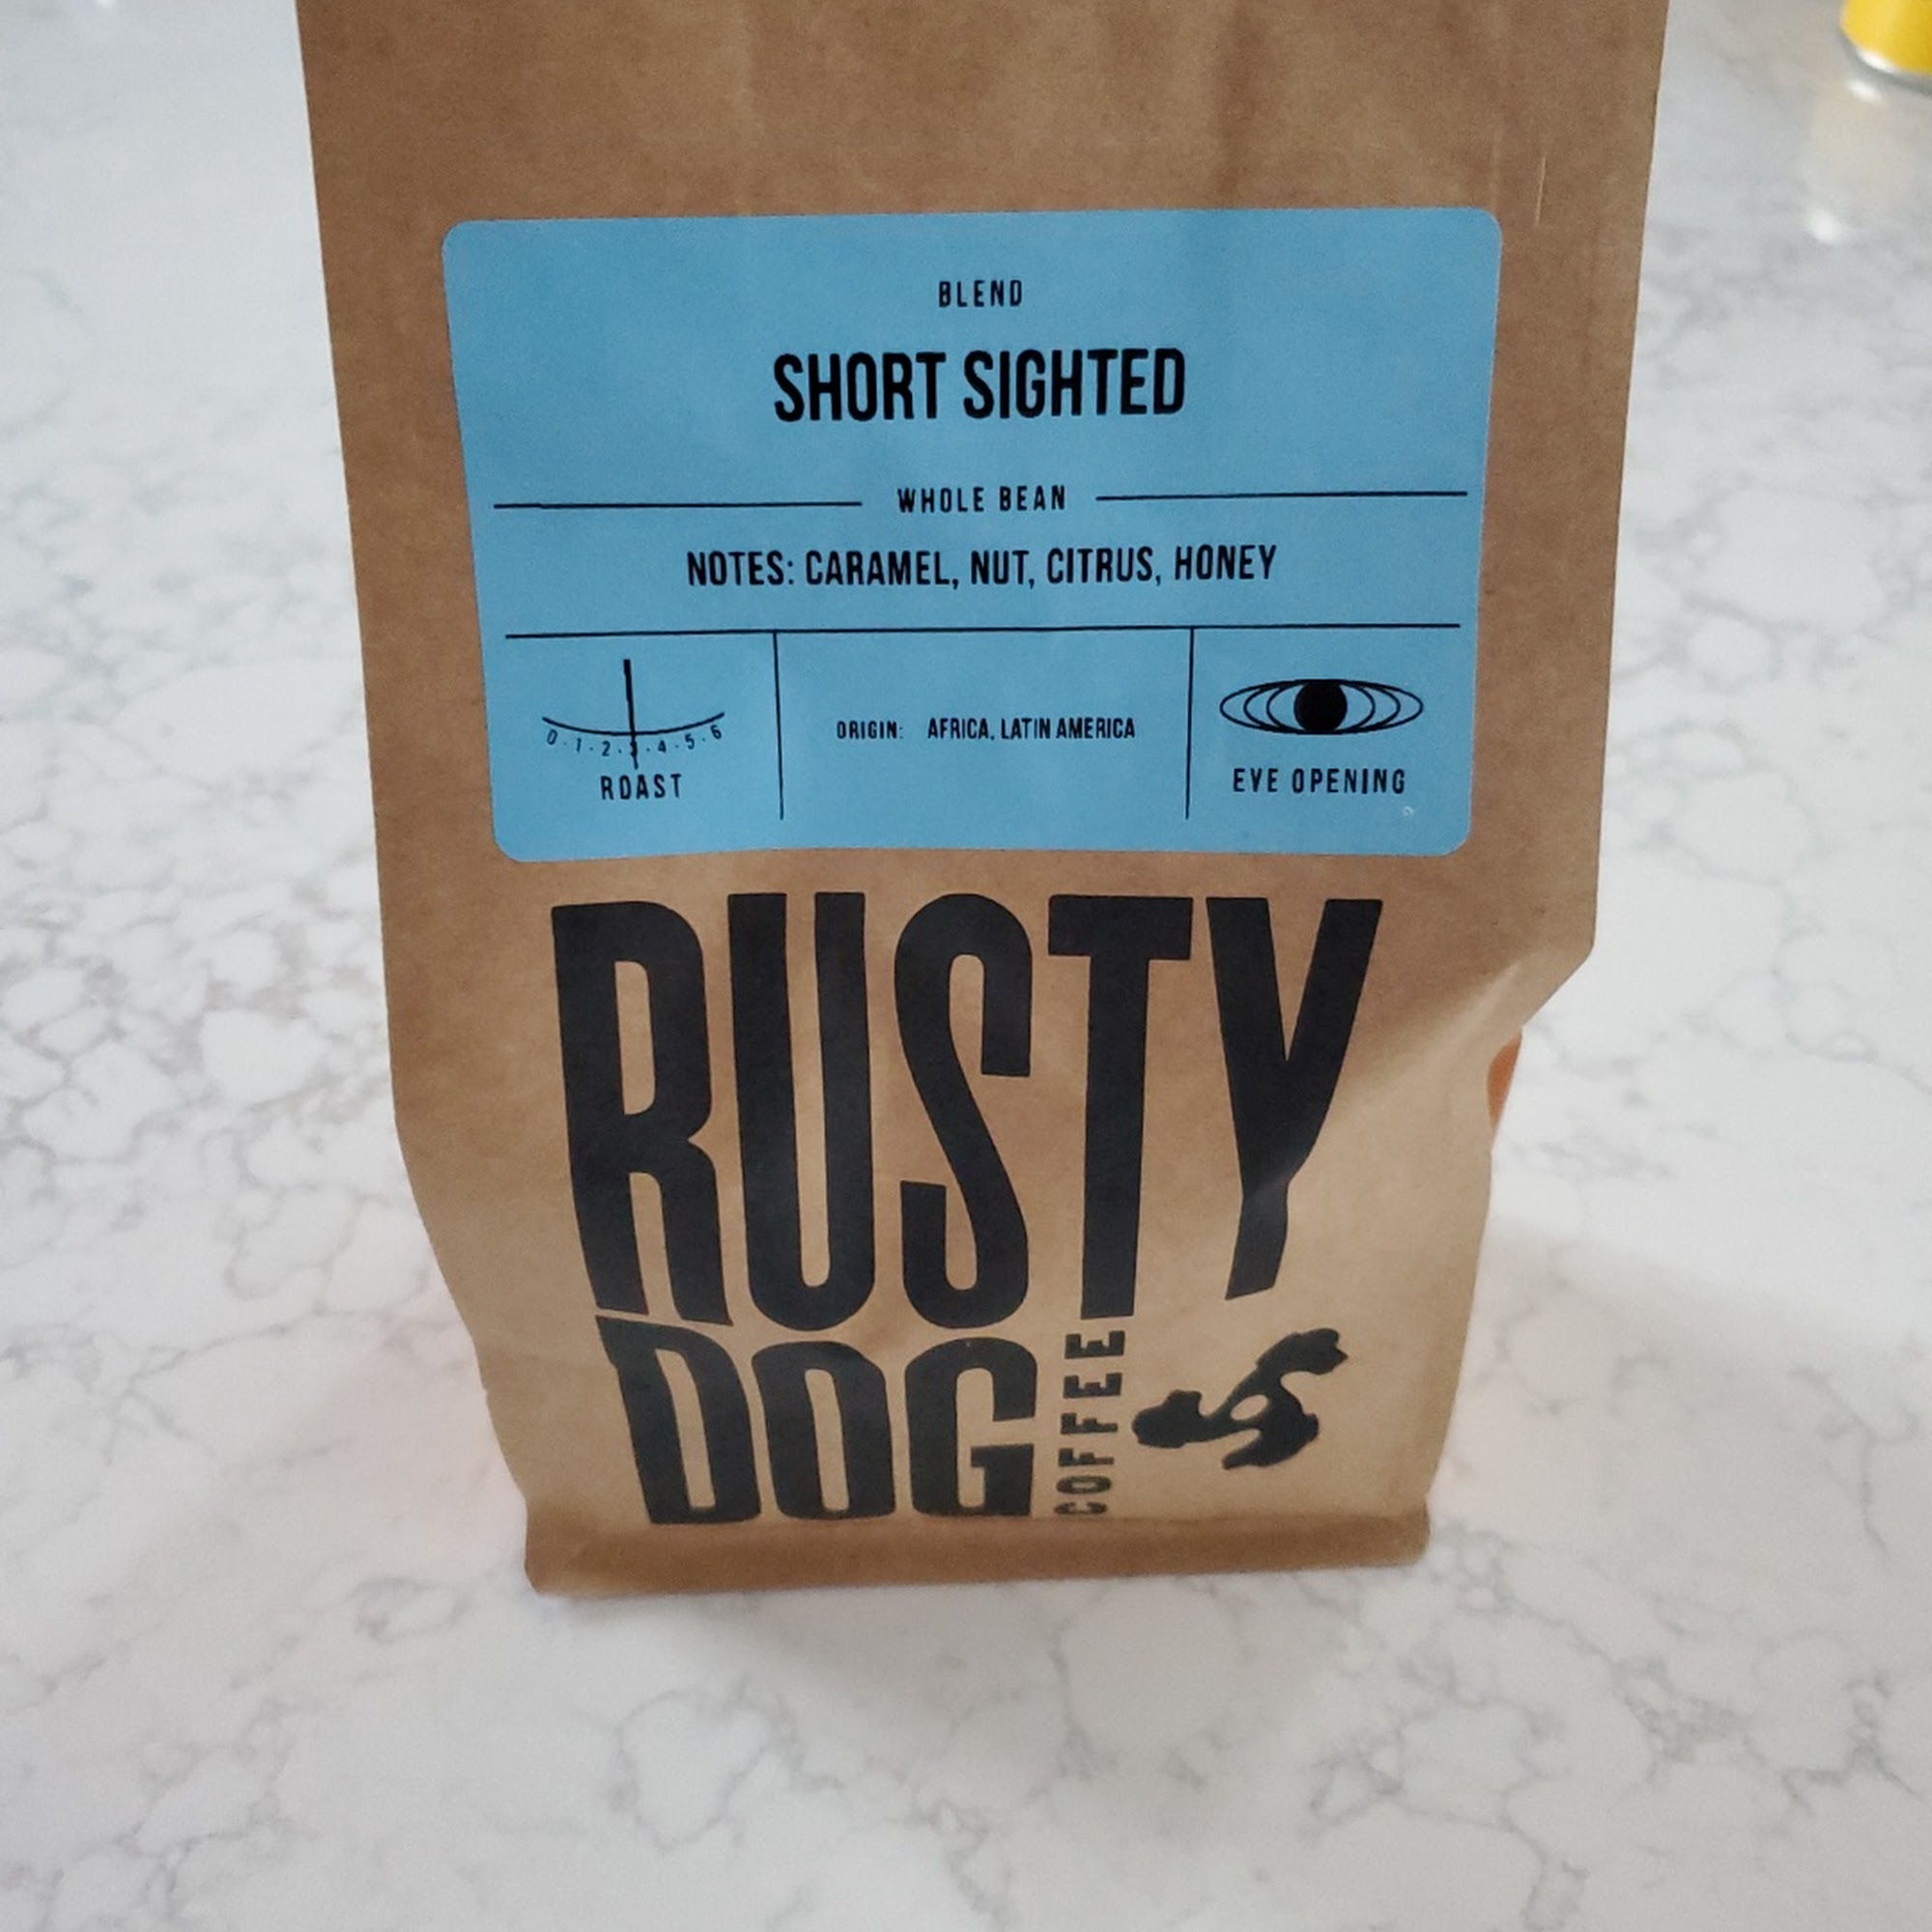 BLEND
SHORT SIGHTED
WHOLE BEAN
NOTES: CARAMEL, NUT, CITRUS, HONEY
0 · 1 · 2 · 3 · 4 · 5 · 6
ROAST
ORIGIN: AFRICA, LATIN AMERICA
EYE OPENING
RUSTY
DOG
COFFEE